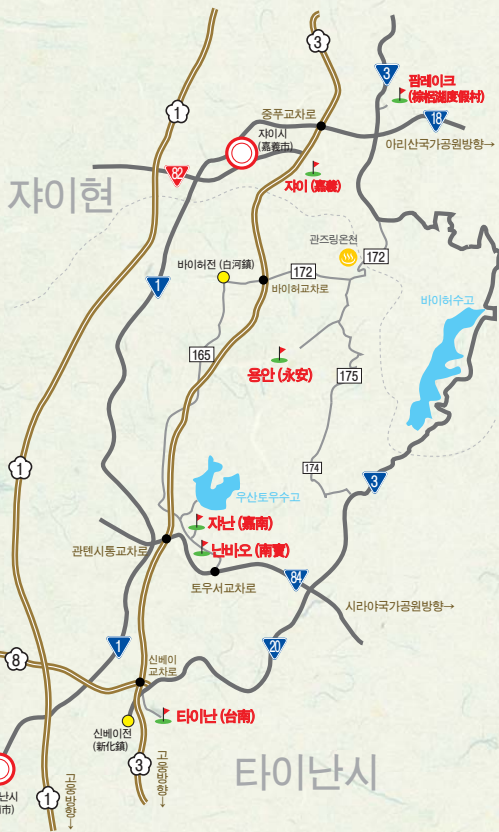 3
1
3
팜레이크
(棕梠湖度假村)
중푸교차로
18
아리산국가공원방향→
쟈이시
(嘉義市)
82
쟈이 (嘉義)
쟈이현
관즈링온천
172
바이허전 (白河鎮)
172
바이허교차로
1
바이허수고
165
용안 (永安)
175
1
174
3
우산토우수고
쟈난 (嘉南)
관톈시통교차로
난바오 (南寶)
토우서교차로
84
시라야국가공원방향→
1
20
8
신베이
교차로
타이난 (台南)
신베이전
(新化鎮)
3
고웅방향→
타이난시
난시
市)
1
고웅방향→